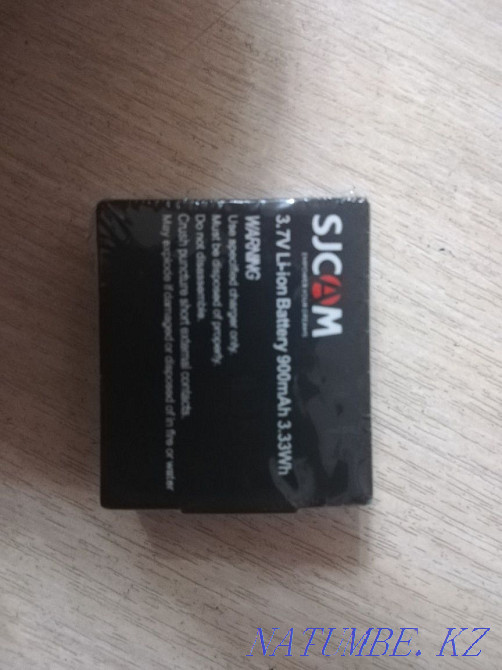 SJCAM
3.7V Li-ion Battery 900mAh 3.33Wh
WARNING
Use specified charger only.
Must be disposed of properly.
Do not disassemble.
Crush puncture short external contacts.
May explode if damaged or disposed of in fire or water
NATUMBE. KZ